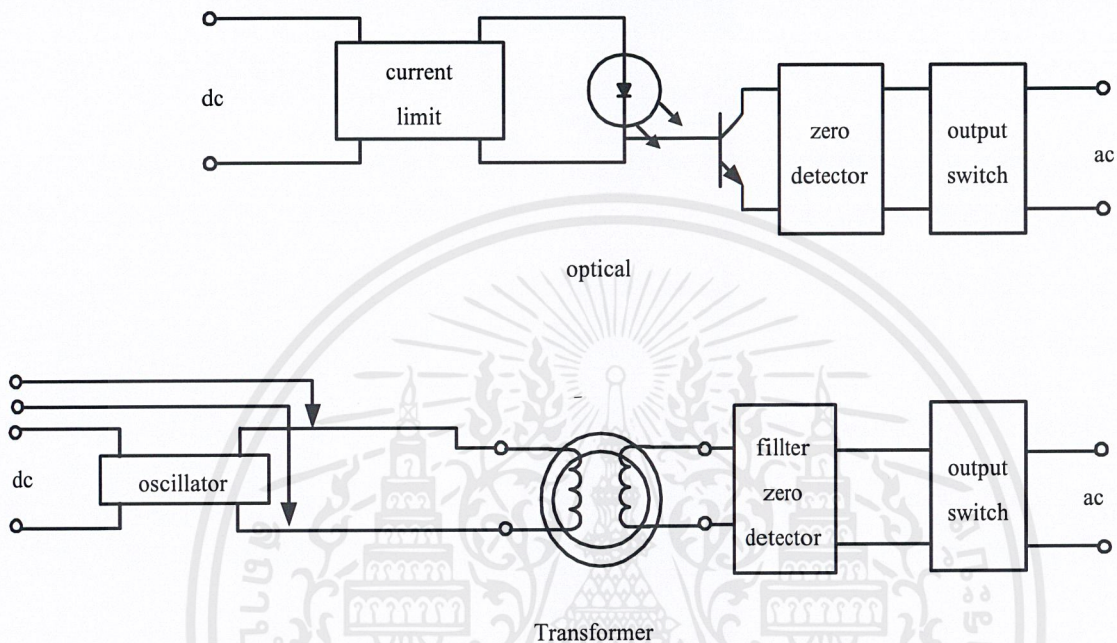 dc
current
limit
zero
detector
output
switch
ac
optical
dc
oscillator
fillter
zero
detector
output
switch
ac
Transformer